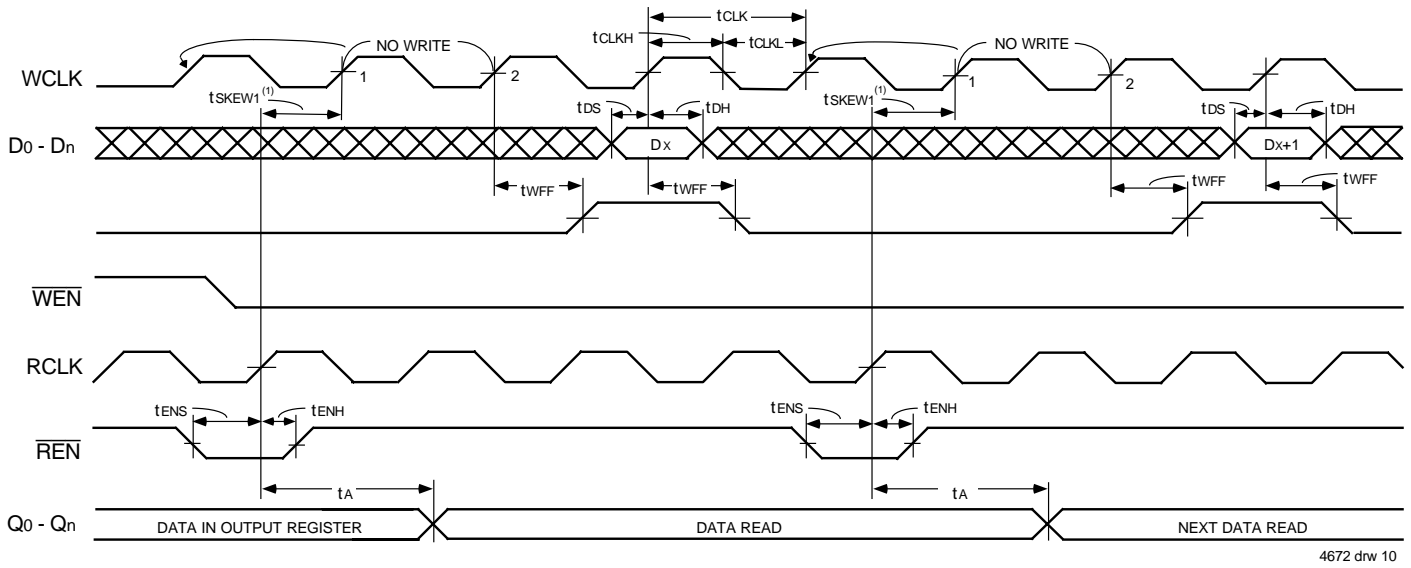 tCLK
tCLKH tCLKL
NO WRITE NO WRITE
WCLK 1 2 1 2
tSKEW1(1) tDS tDH tSKEW1(1) tDS tDH
D0 - Dn DX DX+1
tWFF tWFF tWFF tWFF
WEN
RCLK
tENS tENH tENS tENH
REN
tA tA
Q0 - Qn DATA IN OUTPUT REGISTER DATA READ NEXT DATA READ
4672 drw 10